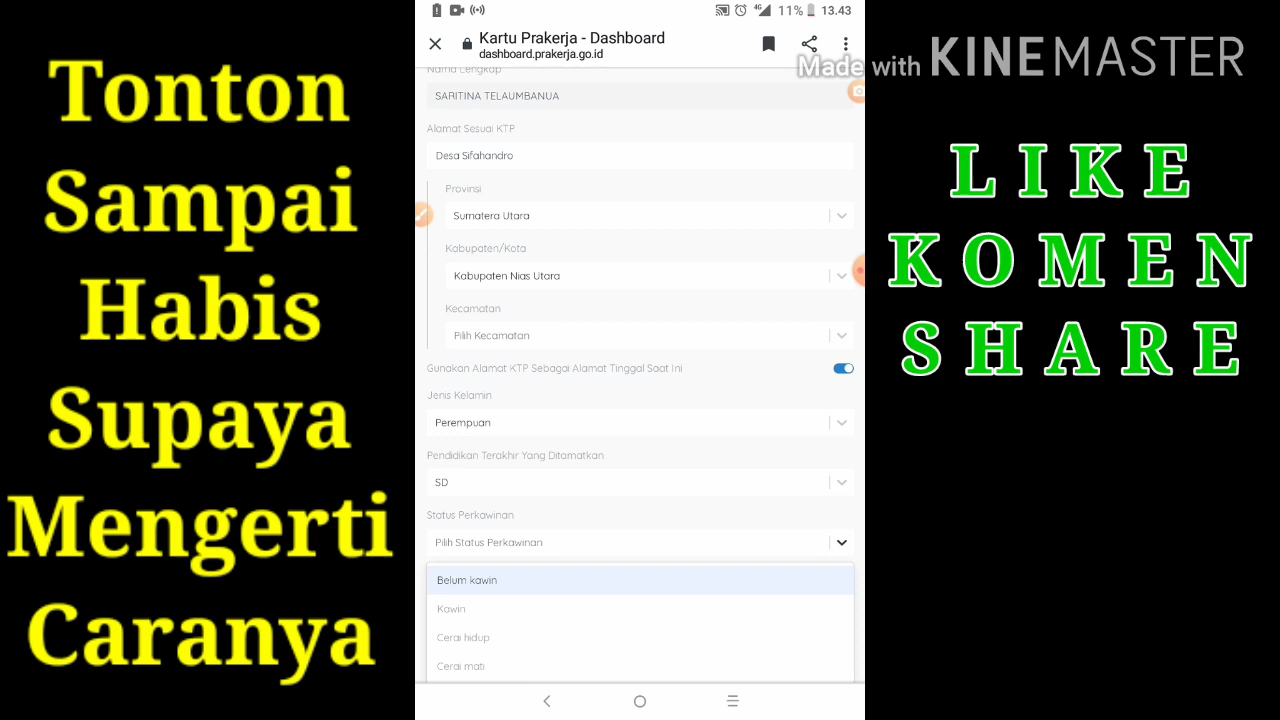 Tonton
Sampai
Habis
Supaya
Mengerti
Caranya
4G
11%
13.43
Kartu Prakerja - Dashboard
dashboard.prakerja.go.id
Nama Lengkap
SARITINA TELAUMBANUA
Alamat Sesuai KTP
Desa Sifahandro
Provinsi
Sumatera Utara
Kabupaten/Kota
Kabupaten Nias Utara
Kecamatan
Pilih Kecamatan
Gunakan Alamat KTP Sebagai Alamat Tinggal Saat Ini
Jenis Kelamin
Perempuan
Pendidikan Terakhir Yang Ditamatkan
SD
Status Perkawinan
Pilih Status Perkawinan
Belum kawin
Kawin
Cerai hidup
Cerai mati
Made with KINEMASTER
LIKE
KOMEN
SHARE